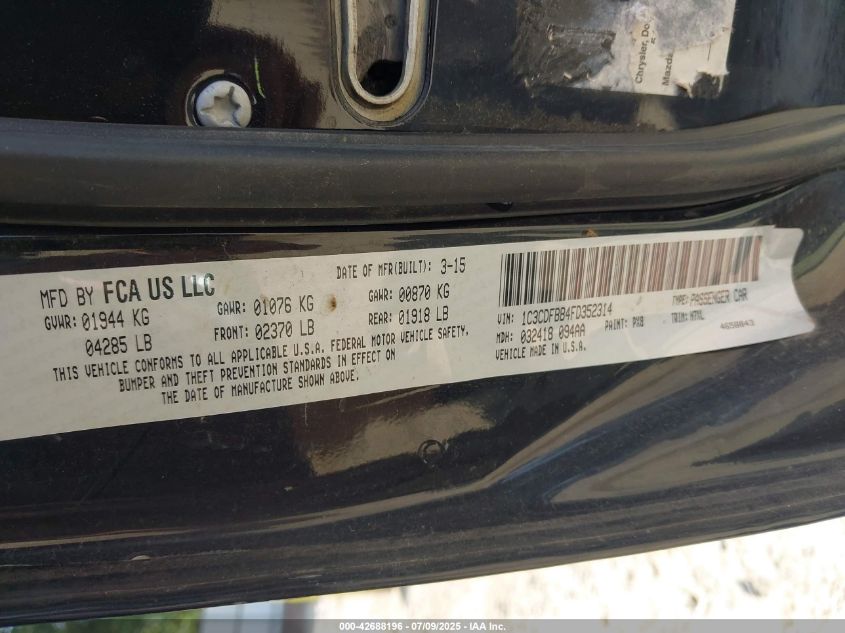 Chrysler, Do
Mazda
MFD BY FCA US LLC
DATE OF MFR(BUILT): 3-15
GVWR: 01944 KG
04285 LB
GAWR: 01076 KG
FRONT: 02370 LB
GAWR: 00870 KG
REAR: 01918 LB
THIS VEHICLE CONFORMS TO ALL APPLICABLE U.S.A. FEDERAL MOTOR VEHICLE SAFETY,
BUMPER AND THEFT PREVENTION STANDARDS IN EFFECT ON
THE DATE OF MANUFACTURE SHOWN ABOVE.
VIN: 1C3CDFBB4FD352314
TYPE: PASSENGER CAR
MDH: 032418 094AA
PAINT: PX8
TRIM: HTXL
VEHICLE MADE IN U.S.A.
000-42688196 - 07/09/2025 - IAA Inc.